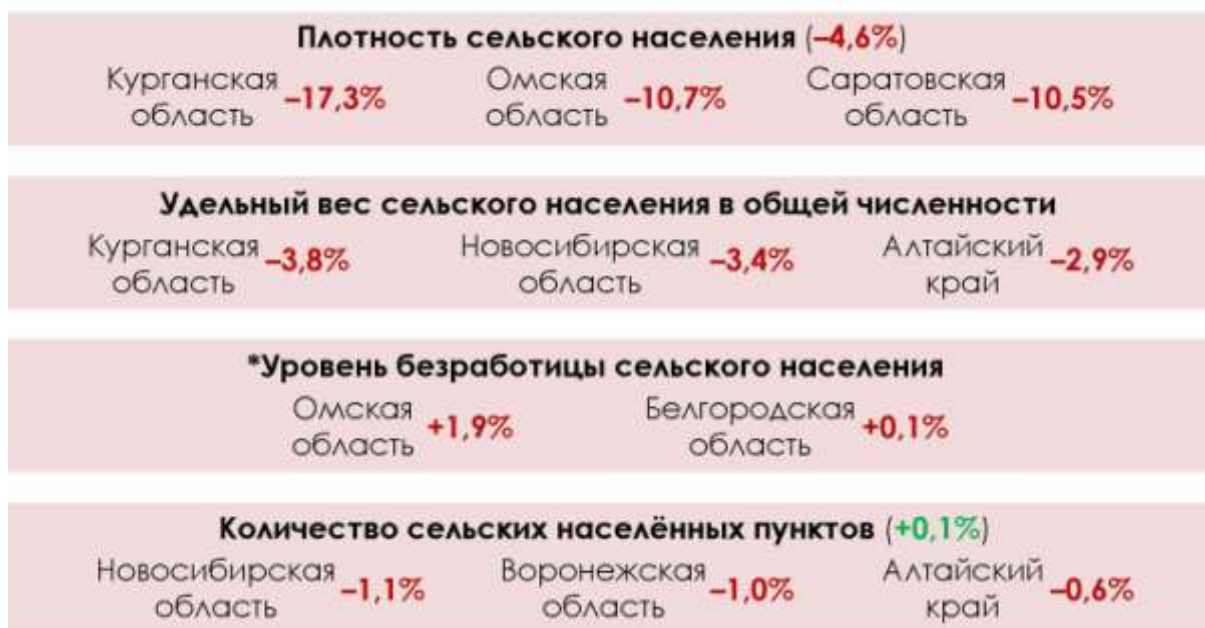 Плотность сельского населения (–4,6%)
Курганская область –17,3%
Омская область –10,7%
Саратовская область –10,5%
Удельный вес сельского населения в общей численности
Курганская область –3,8%
Новосибирская область –3,4%
Алтайский край –2,9%
*Уровень безработицы сельского населения
Омская область +1,9%
Белгородская область +0,1%
Количество сельских населённых пунктов (+0,1%)
Новосибирская область –1,1%
Воронежская область –1,0%
Алтайский край –0,6%